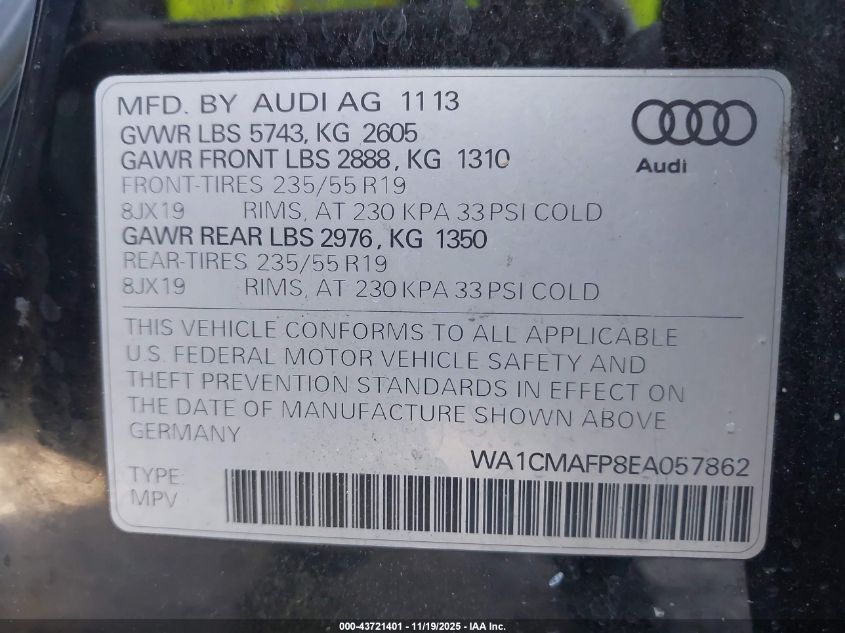 MFD. BY AUDI AG 11 13
GVWR LBS 5743, KG 2605
GAWR FRONT LBS 2888, KG 1310
FRONT-TIRES 235/55 R19
8JX19 RIMS, AT 230 KPA 33 PSI COLD
GAWR REAR LBS 2976, KG 1350
REAR-TIRES 235/55 R19
8JX19 RIMS, AT 230 KPA 33 PSI COLD
Audi
THIS VEHICLE CONFORMS TO ALL APPLICABLE
U.S. FEDERAL MOTOR VEHICLE SAFETY AND
THEFT PREVENTION STANDARDS IN EFFECT ON
THE DATE OF MANUFACTURE SHOWN ABOVE
GERMANY
WA1CMAFP8EA057862
TYPE:
MPV
000-43721401 - 11/19/2025 - IAA Inc.